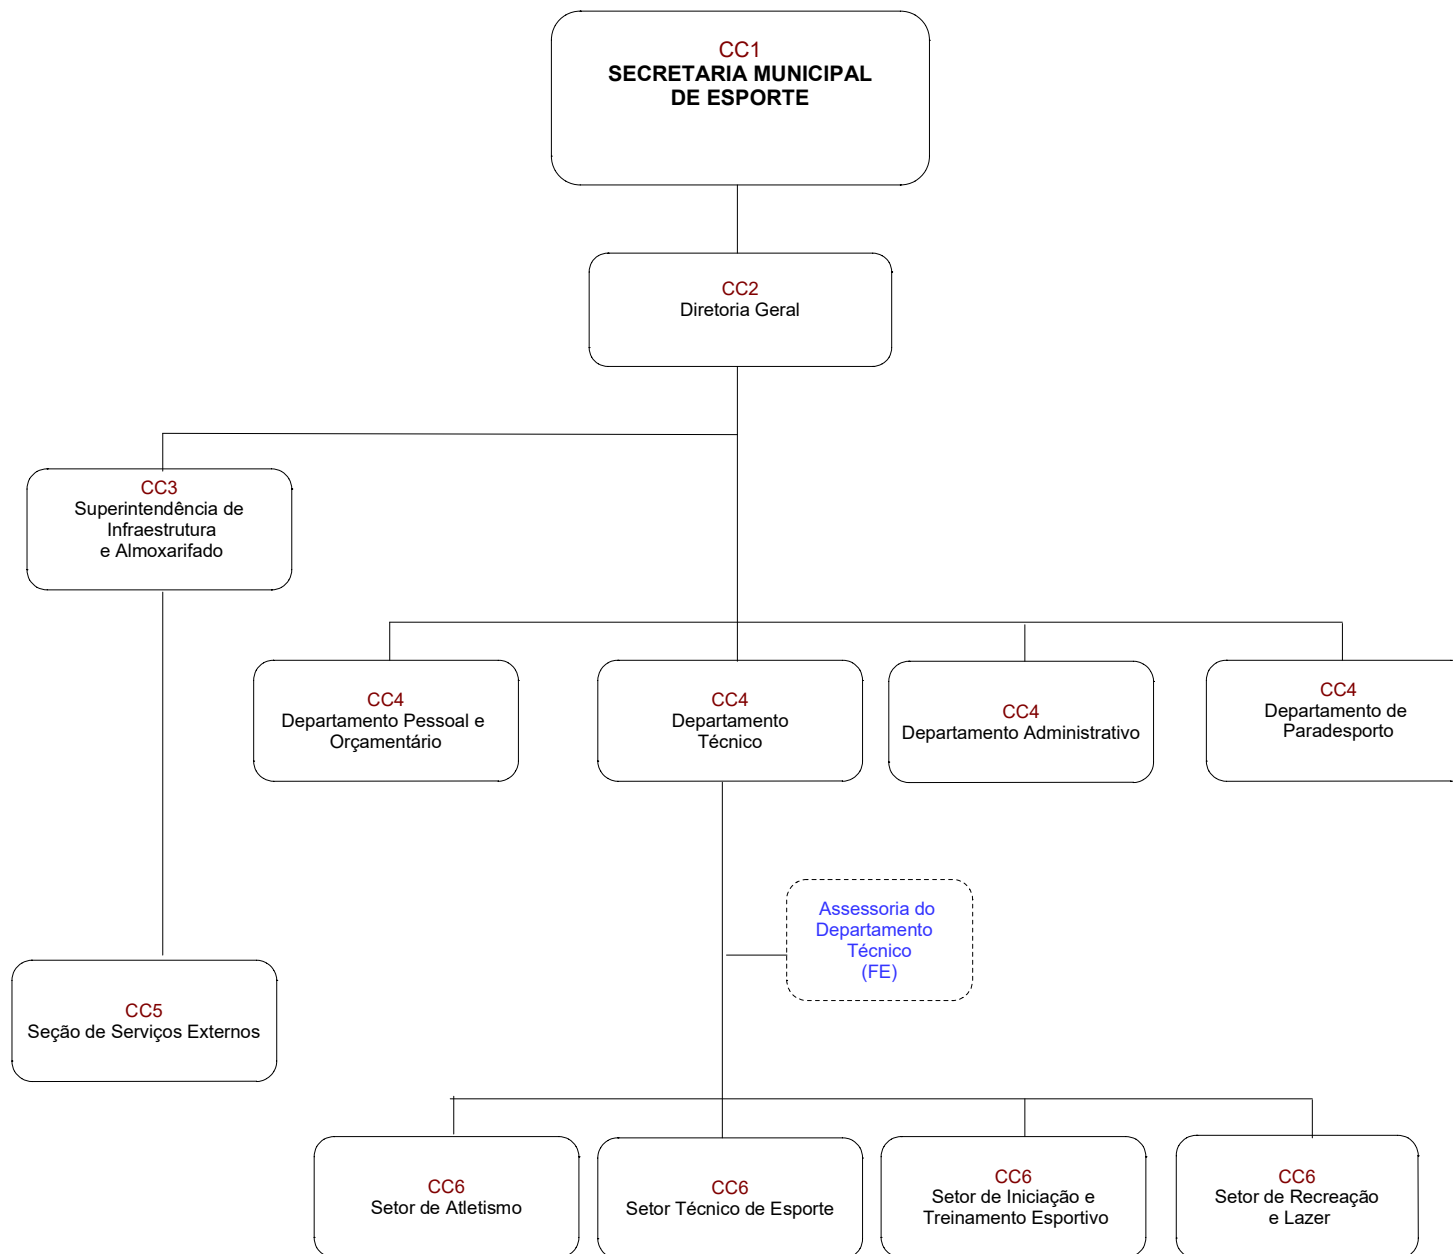 CC1
SECRETARIA MUNICIPAL
DE ESPORTE
CC2
Diretoria Geral
CC3
Superintendência de
Infraestrutura
e Almoxarifado
CC4
Departamento Pessoal e
Orçamentário
CC4
Departamento
Técnico
CC4
Departamento Administrativo
CC4
Departamento de
Paradesporto
Assessoria do
Departamento
Técnico
(FE)
CC5
Seção de Serviços Externos
CC6
Setor de Atletismo
CC6
Setor Técnico de Esporte
CC6
Setor de Iniciação e
Treinamento Esportivo
CC6
Setor de Recreação
e Lazer